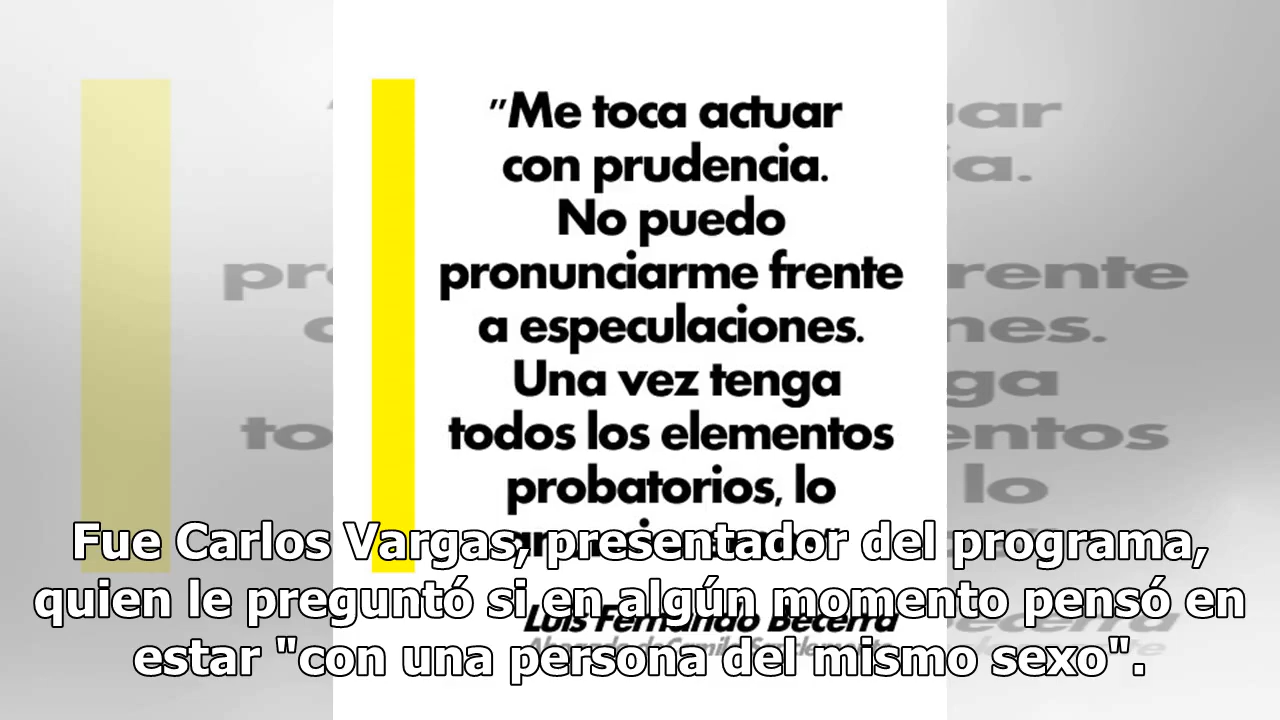 "Me toca actuar
con prudencia.
No puedo
pronunciarme frente
a especulaciones.
Una vez tenga
todos los elementos
probatorios, lo
Fue Carlos Vargas, presentador del programa,
quien le preguntó si en algún momento pensó en
estar "con una persona del mismo sexo".
Luis Fernando Becerra